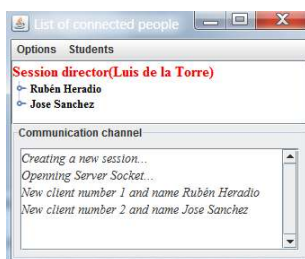 List of connected people
Options Students
Session director(Luis de la Torre)
Rubén Heradio
Jose Sanchez
Communication channel
Creating a new session...
Openning Server Socket...
New client number 1 and name Rubén Heradio
New client number 2 and name Jose Sanchez